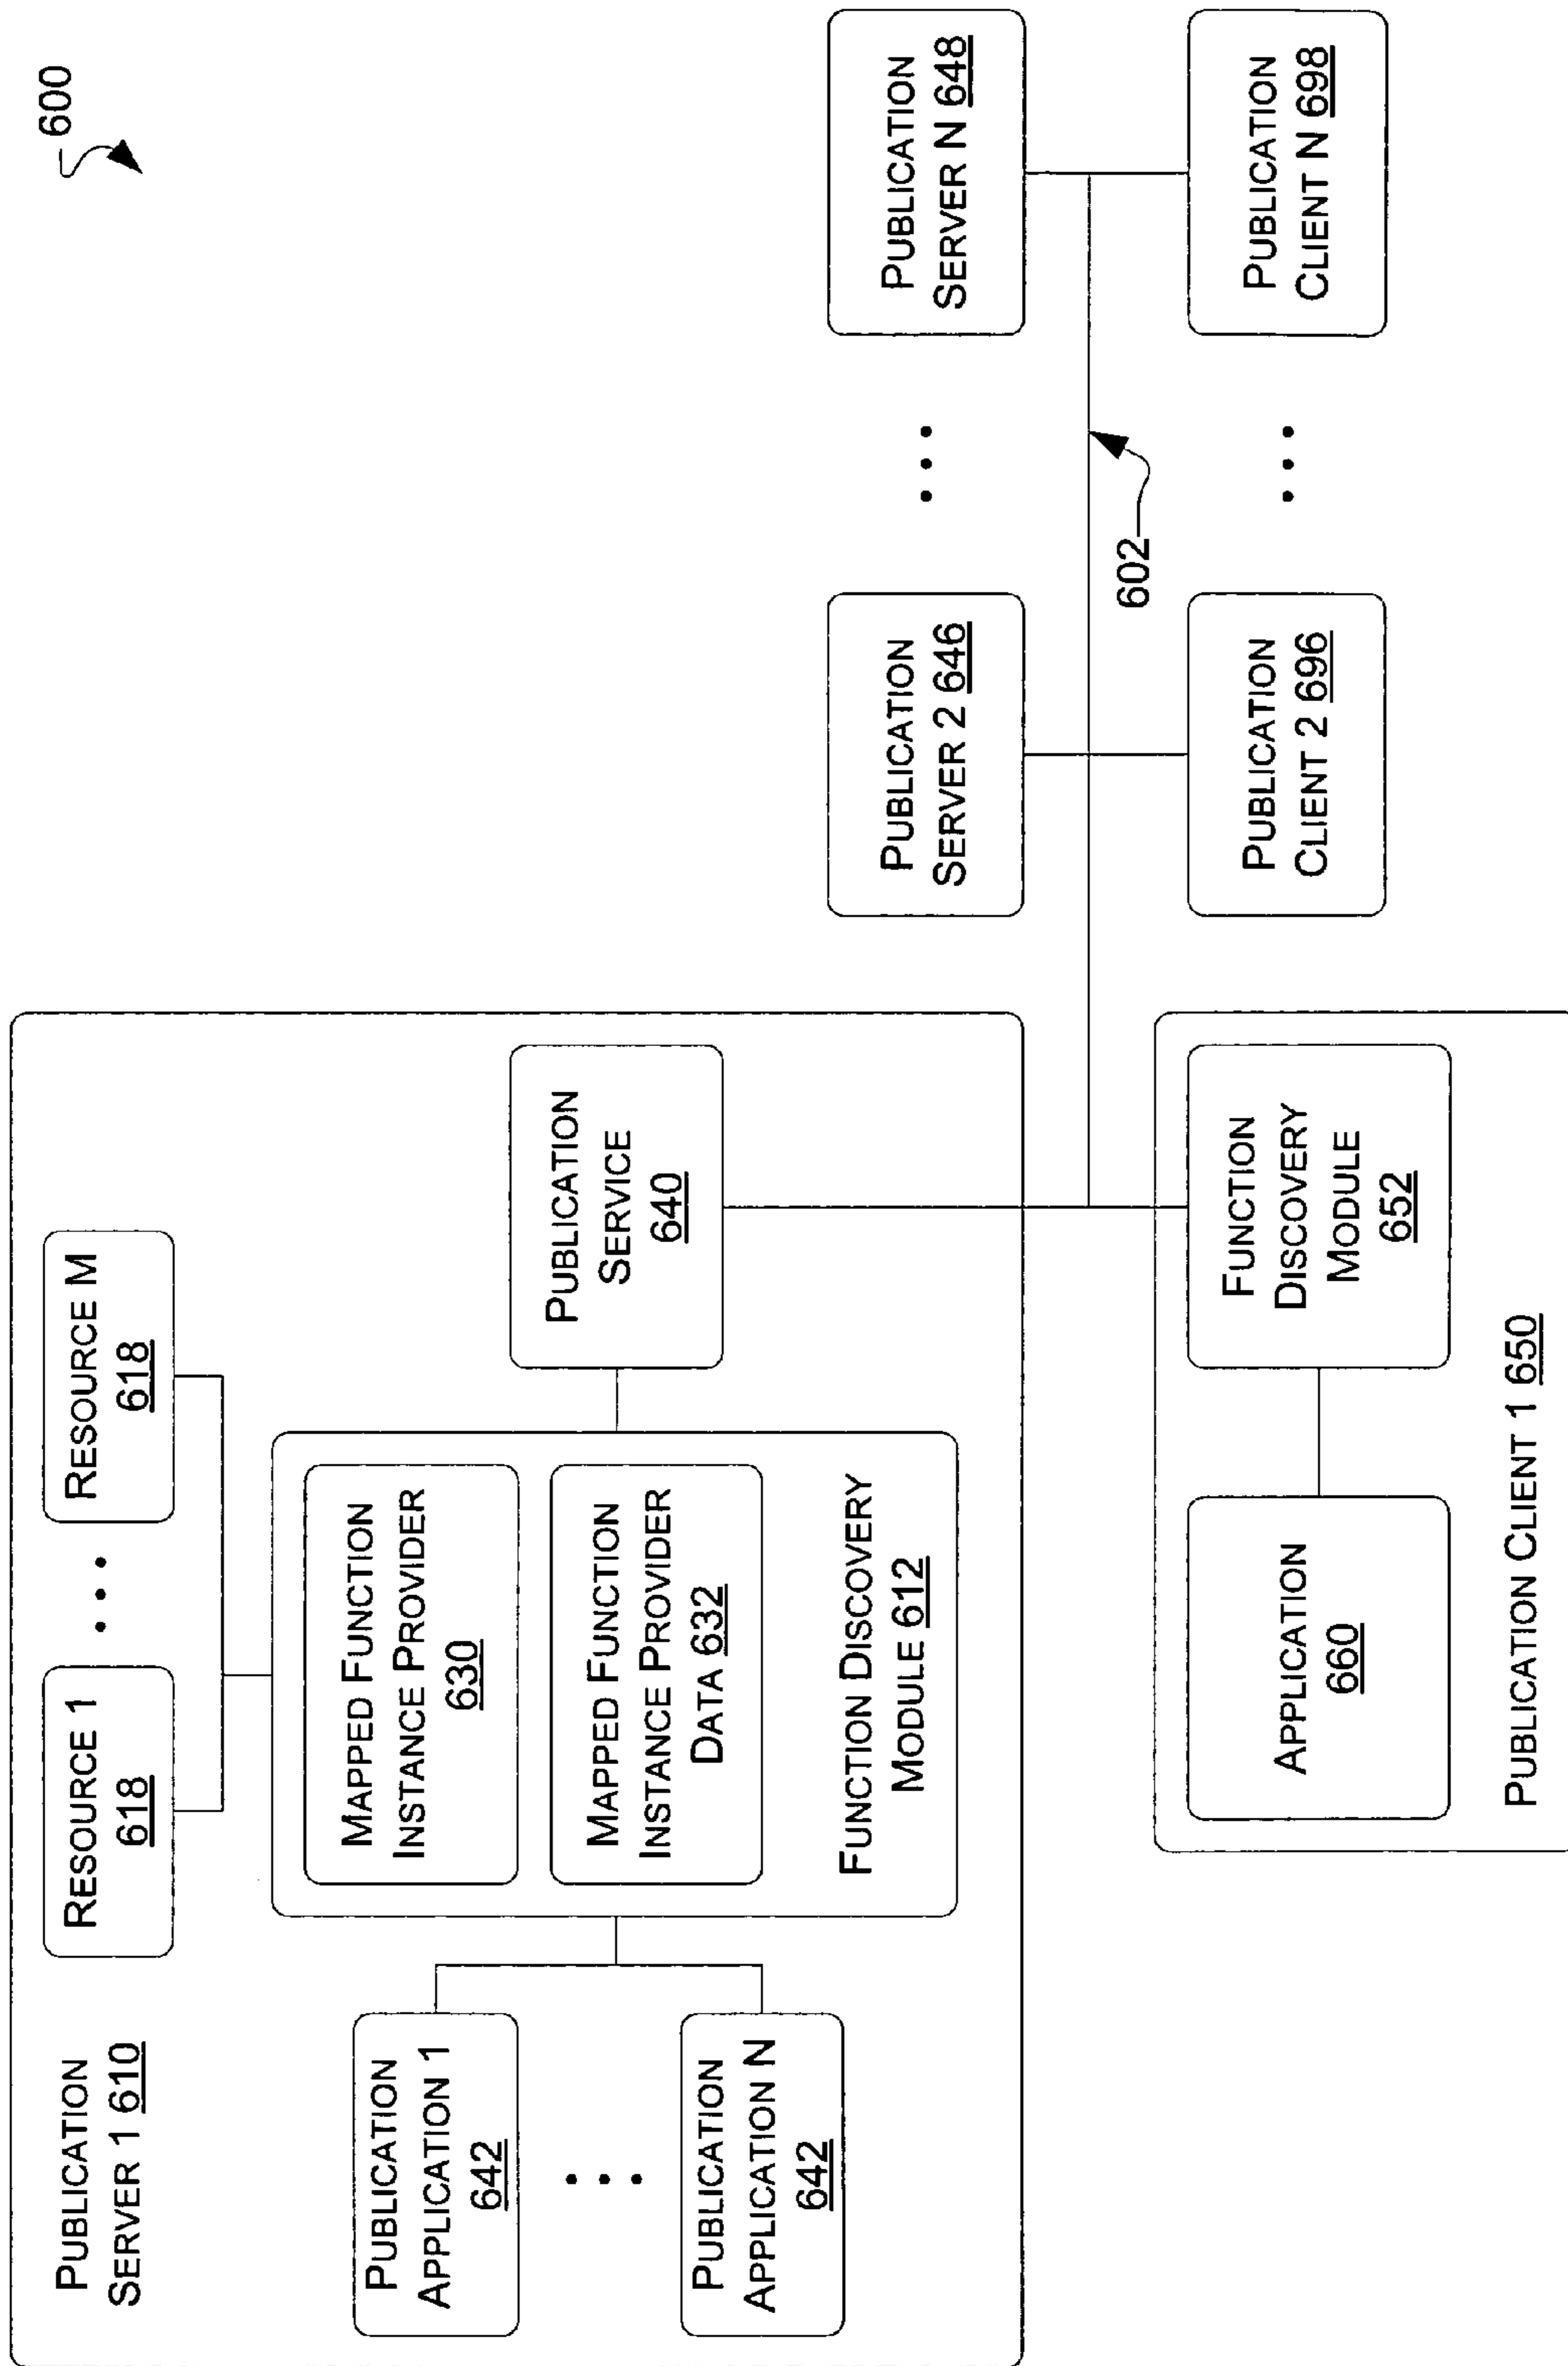 600
PUBLICATION
SERVER 1 610
RESOURCE 1
618
• • •
RESOURCE M
618
PUBLICATION
APPLICATION 1
642
• • •
PUBLICATION
APPLICATION N
642
MAPPED FUNCTION
INSTANCE PROVIDER
630
MAPPED FUNCTION
INSTANCE PROVIDER
DATA 632
FUNCTION DISCOVERY
MODULE 612
PUBLICATION
SERVICE
640
PUBLICATION
SERVER 2 646
• • •
PUBLICATION
SERVER N 648
602
APPLICATION
660
FUNCTION
DISCOVERY
MODULE
652
PUBLICATION CLIENT 1 650
PUBLICATION
CLIENT 2 696
• • •
PUBLICATION
CLIENT N 698